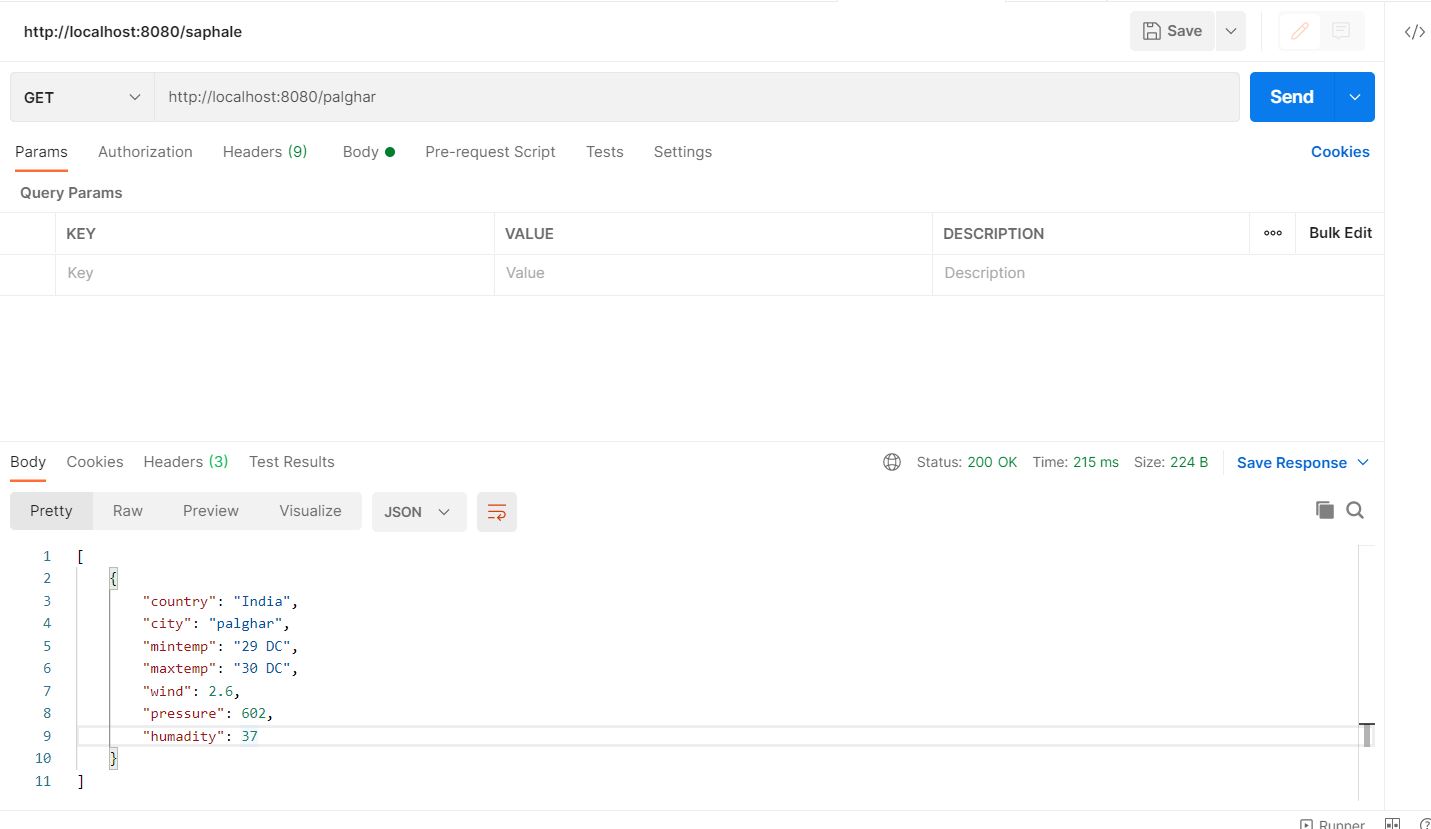 http://localhost:8080/saphale
Save
</>
GET
http://localhost:8080/palghar
Send
Params Authorization Headers (9) Body Pre-request Script Tests Settings Cookies
Query Params
KEY VALUE DESCRIPTION ooo Bulk Edit
Key Value Description
Body Cookies Headers (3) Test Results Status: 200 OK Time: 215 ms Size: 224 B Save Response
Pretty Raw Preview Visualize JSON
1 [
2 {
3 "country": "India",
4 "city": "palghar",
5 "mintemp": "29 DC",
6 "maxtemp": "30 DC",
7 "wind": 2.6,
8 "pressure": 602,
9 "humadity": 37
10 }
11 ]
Runner